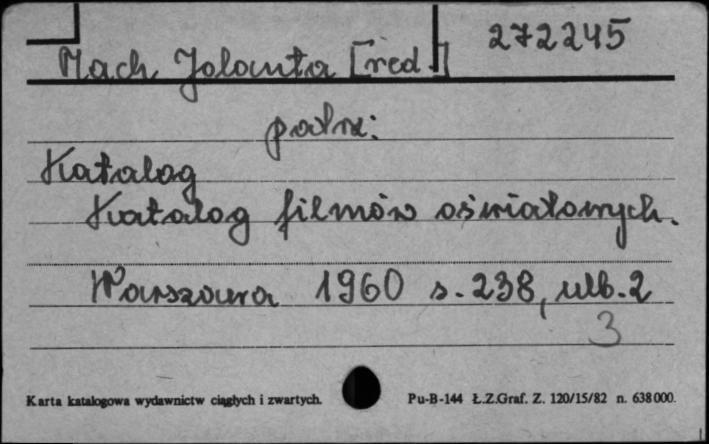 272245
Mach Jolanta [red.]
patrz:
Katalog
Katalog filmów oświatowych.
Warszawa 1960 s. 238, ulb. 2
3
Karta katalogowa wydawnictw ciągłych i zwartych. Pu-B-144 Ł.Z.Graf. Z. 120/15/82 n. 638000.